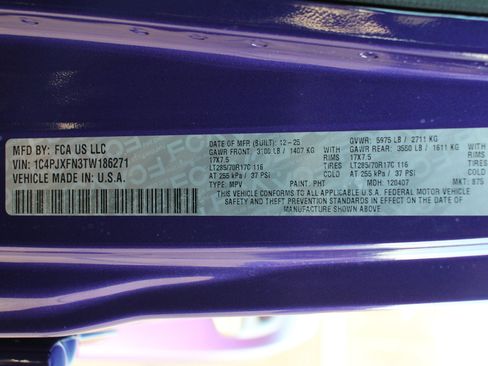 MFD BY: FCA US LLC
VIN: 1C4PJXFN3TW186271
VEHICLE MADE IN: U.S.A.
DATE OF MFR (BUILT): 12-25 GVWR: 5975 LB / 2711 KG
GAWR FRONT: 3100 LB / 1407 KG WITH GAWR REAR: 3550 LB / 1611 KG WITH
17X7.5 RIMS 17X7.5 RIMS
LT285/70R17C 116 TIRES LT285/70R17C 116 TIRES
AT 255 kPa / 37 PSI COLD AT 255 kPa / 37 PSI COLD
TYPE: MPV PAINT: PHT MDH: 120407 MKT: 875
THIS VEHICLE CONFORMS TO ALL APPLICABLE U.S.A. FEDERAL MOTOR VEHICLE
SAFETY AND THEFT PREVENTION STANDARDS IN EFFECT ON THE DATE OF
MANUFACTURE SHOWN ABOVE